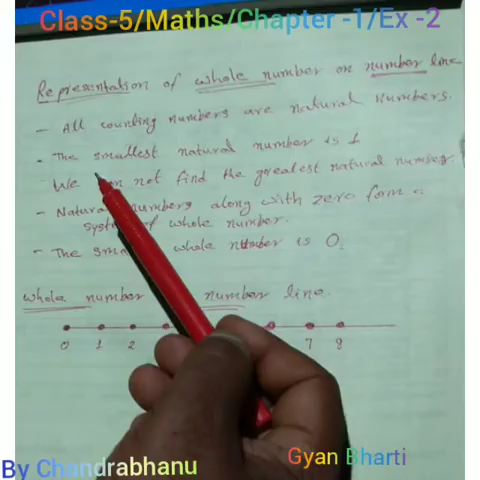 Class-5/Maths/Chapter -1/Ex -2
Representation of whole number on number line
- All counting numbers are natural numbers.
- The smallest natural number is 1
We not find the greatest natural number.
- Natural numbers along with zero form a
system of whole number.
- The whole number is 0.
whole number number line.
0 1 2 7 8
By Chandrabhanu
Gyan Bharti